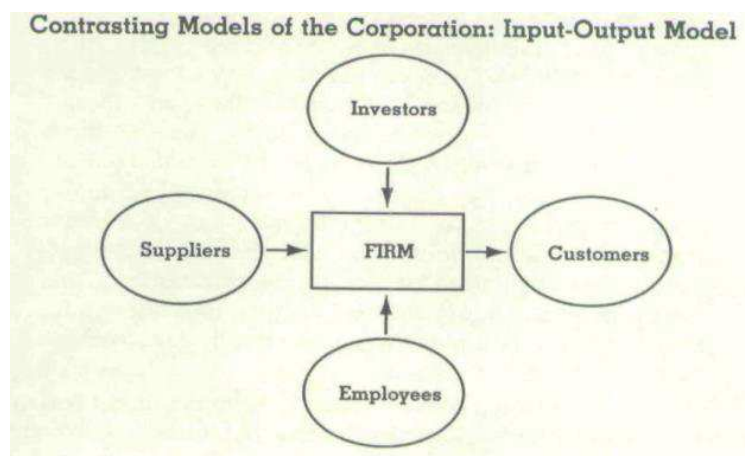 Contrasting Models of the Corporation: Input-Output Model
Investors
Suppliers
FIRM
Customers
Employees